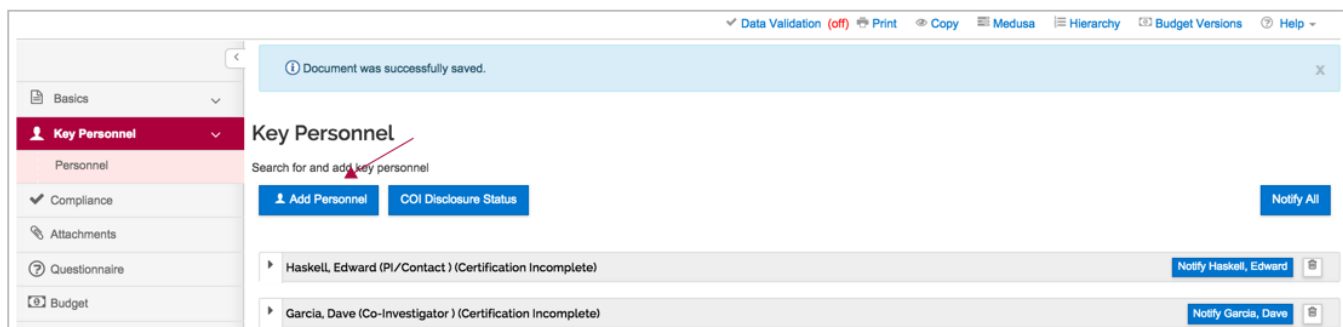 Data Validation (off) Print Copy Medusa Hierarchy Budget Versions Help
Document was successfully saved. X
Basics
Key Personnel
Personnel
Compliance
Attachments
Questionnaire
Budget
Key Personnel
Search for and add key personnel
Add Personnel COI Disclosure Status Notify All
Haskell, Edward (PI/Contact ) (Certification Incomplete) Notify Haskell, Edward
Garcia, Dave (Co-Investigator ) (Certification Incomplete) Notify Garcia, Dave